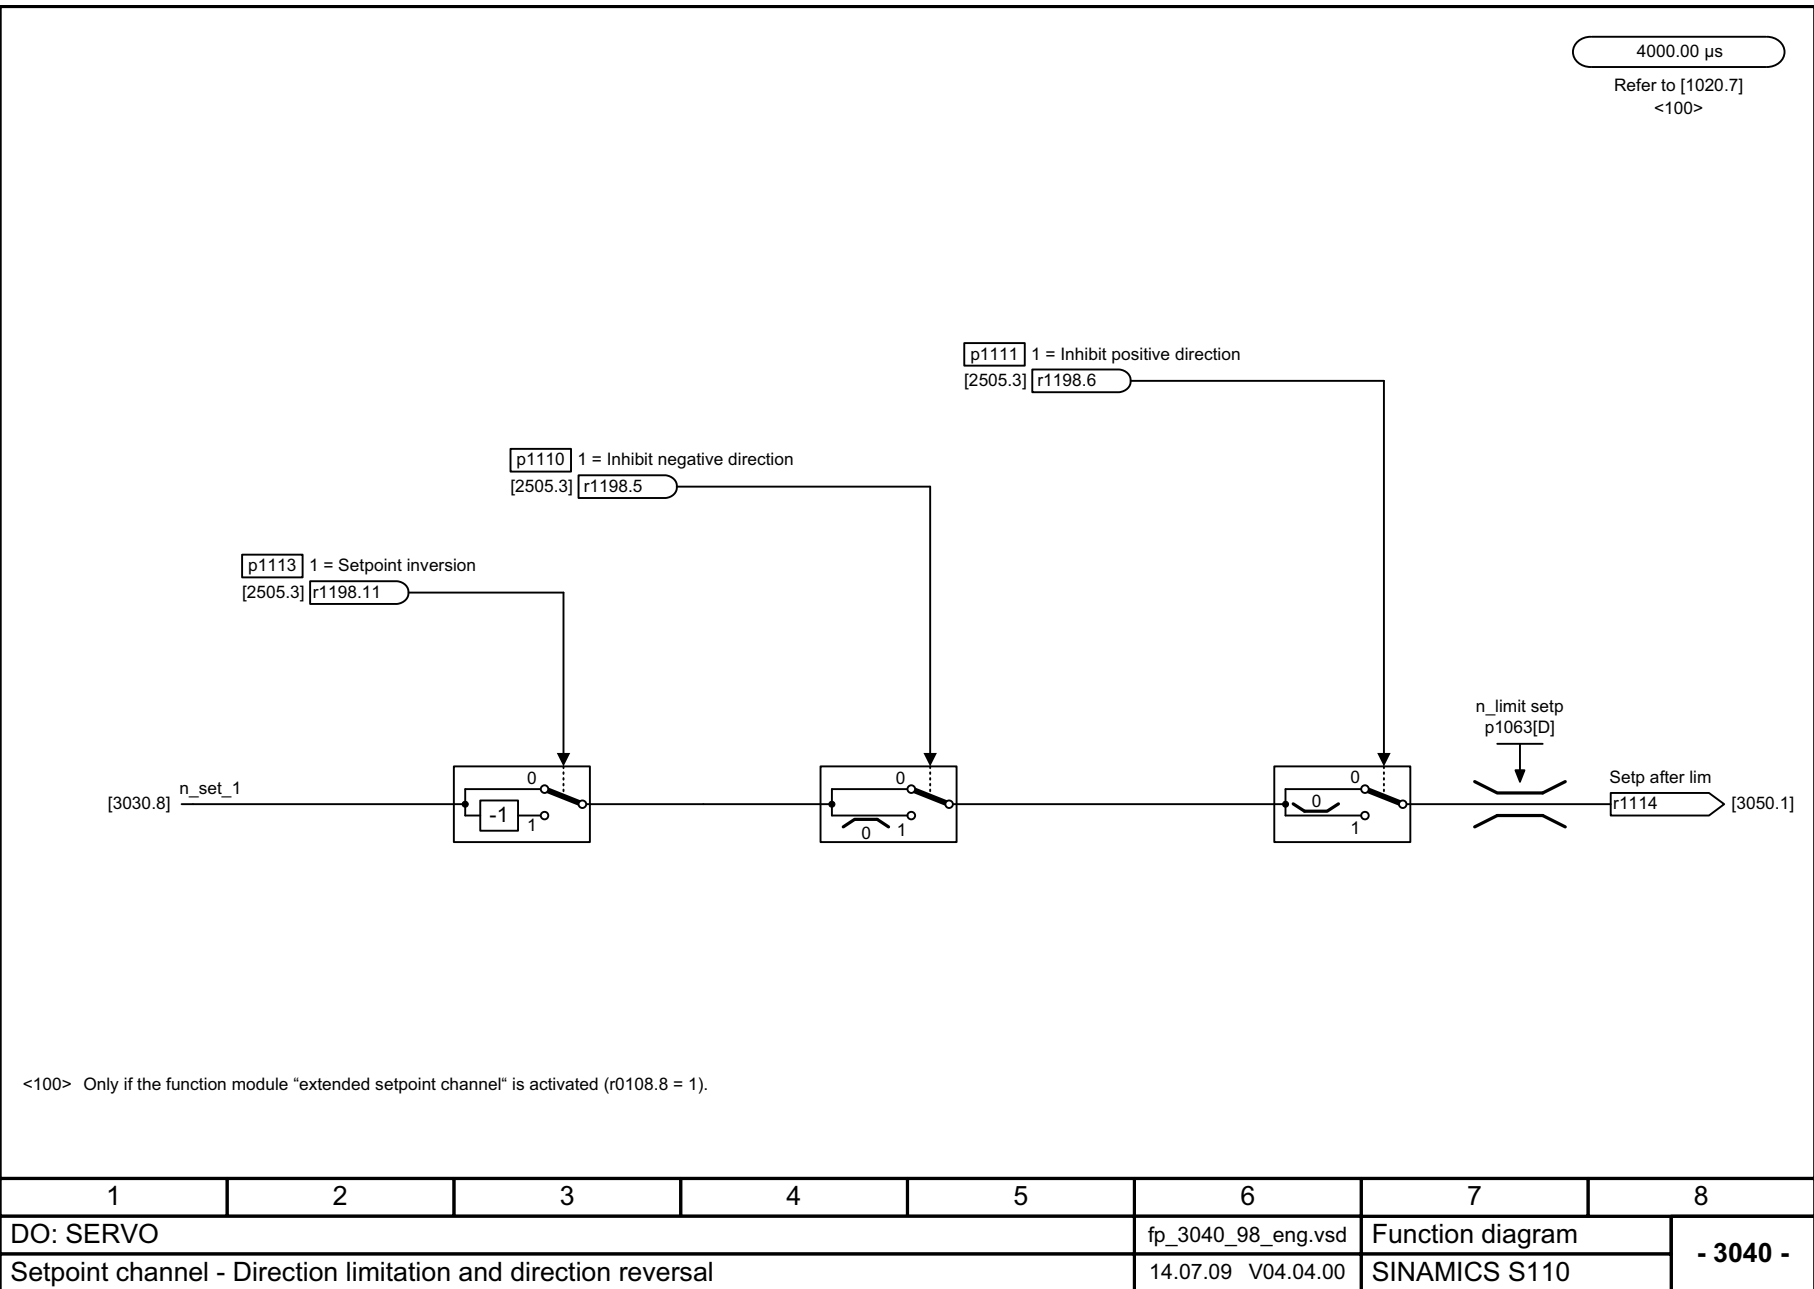 4000.00 µs
Refer to [1020.7]
<100>
p1111 1 = Inhibit positive direction
[2505.3] r1198.6
p1110 1 = Inhibit negative direction
[2505.3] r1198.5
p1113 1 = Setpoint inversion
[2505.3] r1198.11
n_limit setp
p1063[D]
[3030.8] n_set_1
0
-1
1
0
0
1
0
0
1
Setp after lim
r1114 [3050.1]
<100> Only if the function module “extended setpoint channel“ is activated (r0108.8 = 1).
1 2 3 4 5 6 7 8
DO: SERVO fp_3040_98_eng.vsd Function diagram
- 3040 -
Setpoint channel - Direction limitation and direction reversal 14.07.09 V04.04.00 SINAMICS S110